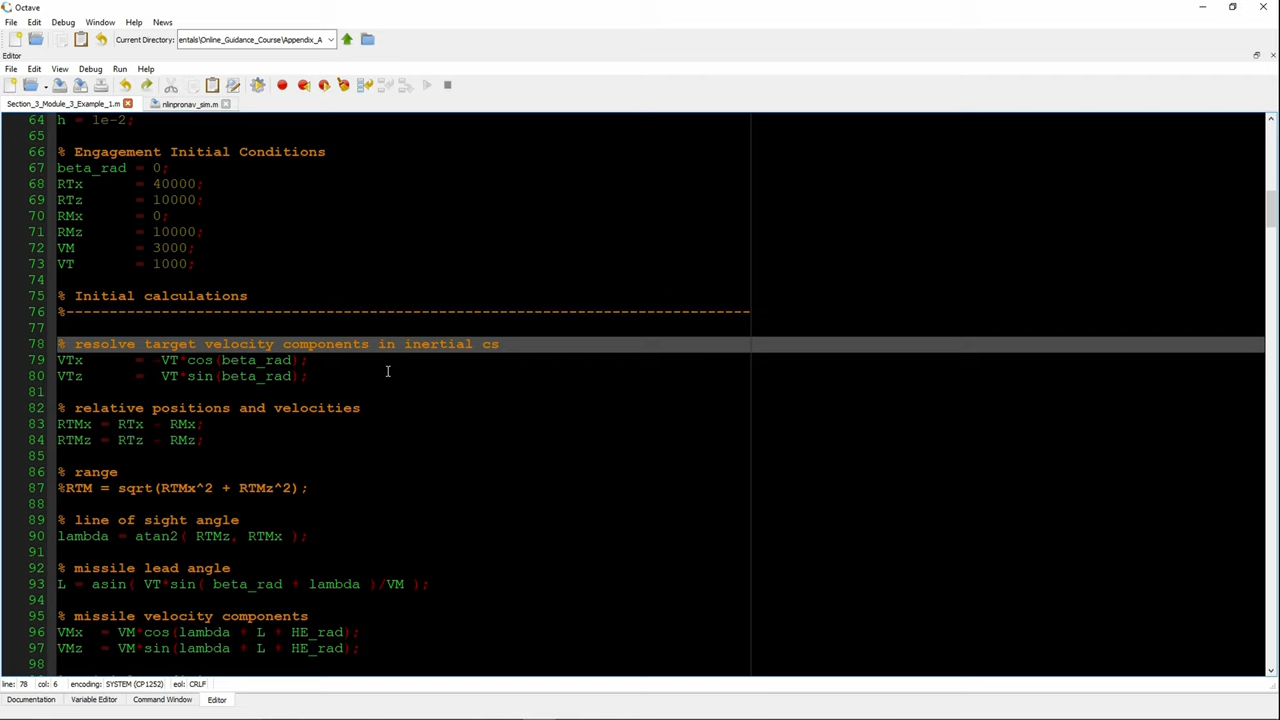 Octave
File Edit Debug Window Help News
Current Directory: entals\Online_Guidance_Course\Appendix_A
Editor
File Edit View Debug Run Help
Section_3_Module_3_Example_1.m nlinpronav_sim.m
64 h = 1e-2;
65
66 % Engagement Initial Conditions
67 beta_rad = 0;
68 RTx = 40000;
69 RTz = 10000;
70 RMx = 0;
71 RMz = 10000;
72 VM = 3000;
73 VT = 1000;
74
75 % Initial calculations
76 %-------------------------------------------------------------------------------
77
78 % resolve target velocity components in inertial cs
79 VTx = -VT*cos(beta_rad);
80 VTz = VT*sin(beta_rad);
81
82 % relative positions and velocities
83 RTMx = RTx - RMx;
84 RTMz = RTz - RMz;
85
86 % range
87 %RTM = sqrt(RTMx^2 + RTMz^2);
88
89 % line of sight angle
90 lambda = atan2( RTMz, RTMx );
91
92 % missile lead angle
93 L = asin( VT*sin( beta_rad + lambda )/VM );
94
95 % missile velocity components
96 VMx = VM*cos(lambda + L + HE_rad);
97 VMz = VM*sin(lambda + L + HE_rad);
98
line: 78 col: 6 encoding: SYSTEM (CP1252) eol: CRLF
Documentation Variable Editor Command Window Editor